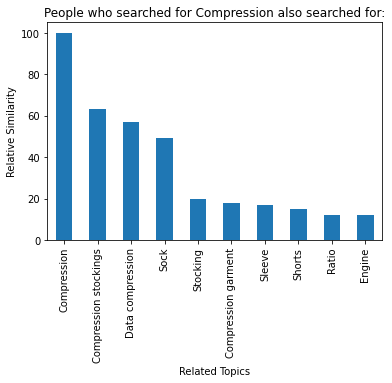 People who searched for Compression also searched for:
Relative Similarity
100
80
60
40
20
0
Compression
Compression stockings
Data compression
Sock
Stocking
Compression garment
Sleeve
Shorts
Ratio
Engine
Related Topics